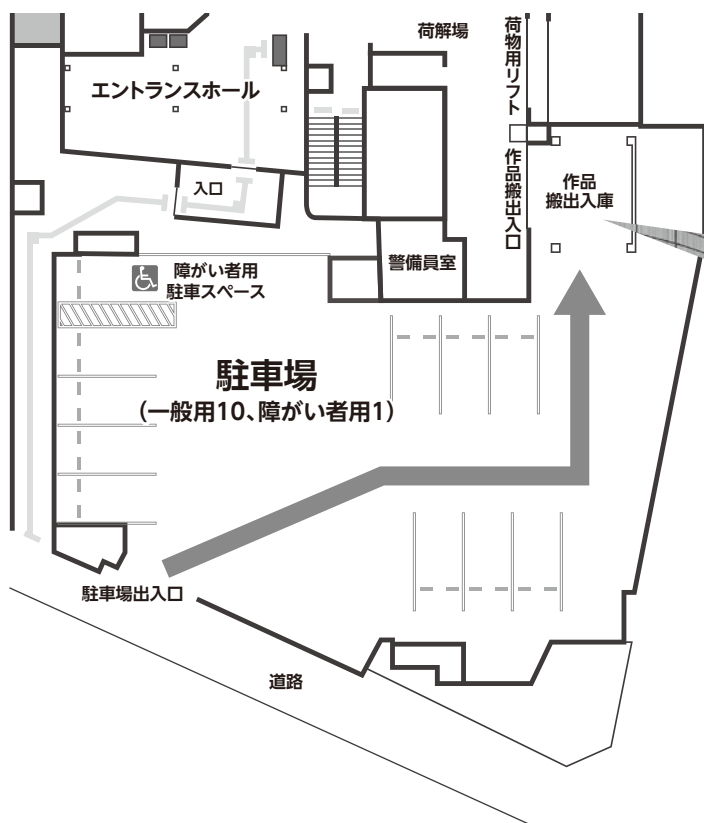 荷解場
荷物用リフト
エントランスホール
作品搬出入口
作品
搬出入庫
入口
警備員室
障がい者用
駐車スペース
駐車場
（一般用10、障がい者用1）
駐車場出入口
道路